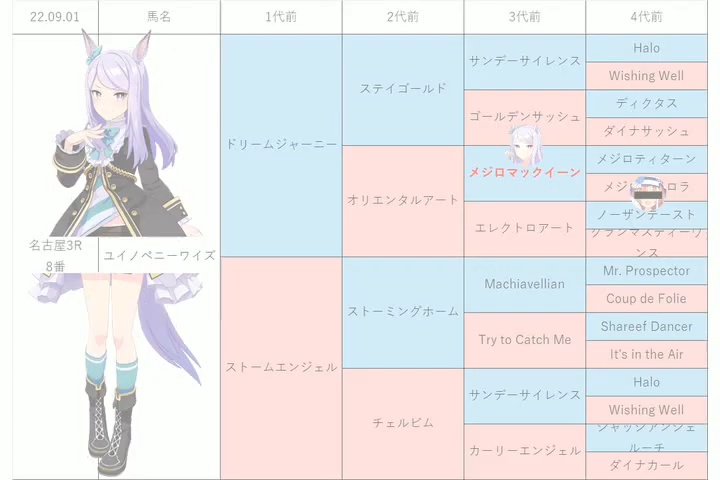 22.09.01 馬名 1代前 2代前 3代前 4代前
名古屋3R
8番
ユイノペニーワイズ
ドリームジャーニー
ストームエンジェル
ステイゴールド
オリエンタルアート
ストーミングホーム
チェルビム
サンデーサイレンス
ゴールデンサッシュ
メジロマックイーン
エレクトロアート
Machiavellian
Try to Catch Me
サンデーサイレンス
カーリーエンジェル
Halo
Wishing Well
ディクタス
ダイナサッシュ
メジロティターン
ノーザンテースト
ンス
Mr. Prospector
Coup de Folie
Shareef Dancer
It's in the Air
Halo
Wishing Well
ルーチ
ダイナカール